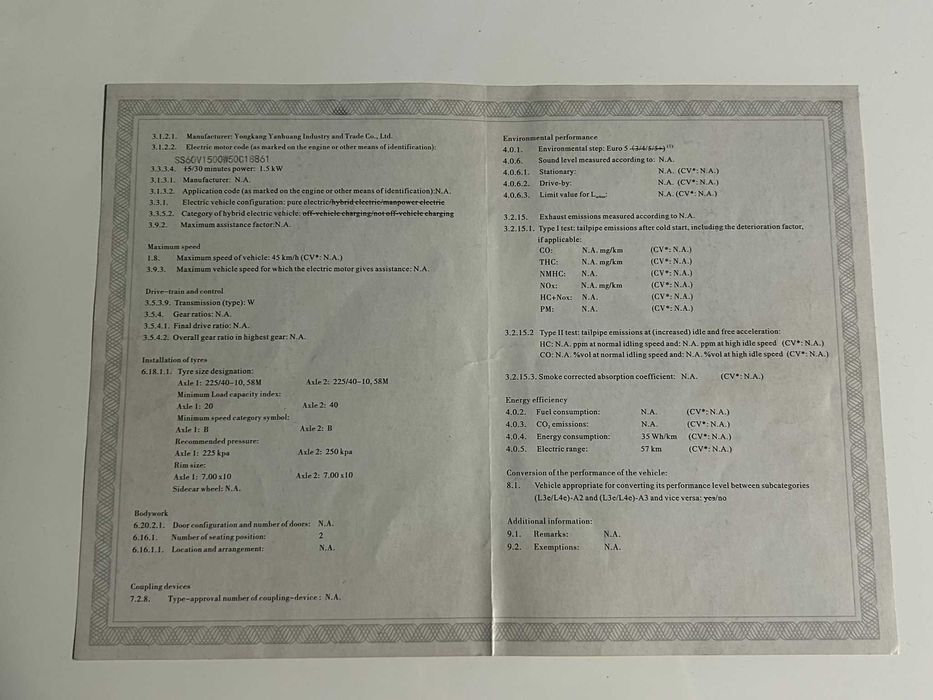 3.1.2.1. Manufacturer: Yongkang Yanhuang Industry and Trade Co., Ltd.
3.1.2.2. Electric motor code (as marked on the engine or other means of identification):
SS60V1500W50C18861
3.3.3.4. 15/30 minutes power: 1.5 kW
3.1.3.1. Manufacturer: N.A.
3.1.3.2. Application code (as marked on the engine or other means of identification):N.A.
3.3.1. Electric vehicle configuration: pure electric/hybrid electric/manpower electric
3.3.5.2. Category of hybrid electric vehicle: off-vehicle charging/not off-vehicle charging
3.9.2. Maximum assistance factor:N.A.
Maximum speed
1.8. Maximum speed of vehicle: 45 km/h (CV*: N.A.)
3.9.3. Maximum vehicle speed for which the electric motor gives assistance: N.A.
Drive-train and control
3.5.3.9. Transmission (type): W
3.5.4. Gear ratios: N.A.
3.5.4.1. Final drive ratio: N.A.
3.5.4.2. Overall gear ratio in highest gear: N.A.
Installation of tyres
6.18.1.1. Tyre size designation:
Axle 1: 225/40-10, 58M Axle 2: 225/40-10, 58M
Minimum Load capacity index:
Axle 1: 20 Axle 2: 40
Minimum speed category symbol:
Axle 1: B Axle 2: B
Recommended pressure:
Axle 1: 225 kpa Axle 2: 250 kpa
Rim size:
Axle 1: 7.00 x10 Axle 2: 7.00 x10
Sidecar wheel: N.A.
Bodywork
6.20.2.1. Door configuration and number of doors: N.A.
6.16.1. Number of seating position: 2
6.16.1.1. Location and arrangement: N.A.
Coupling devices
7.2.8. Type-approval number of coupling-device : N.A.
Environmental performance
4.0.1. Environmental step: Euro 5 (3/4/5/5+) (1)
4.0.6. Sound level measured according to: N.A.
4.0.6.1. Stationary: N.A. (CV*: N.A.)
4.0.6.2. Drive-by: N.A. (CV*: N.A.)
4.0.6.3. Limit value for L N.A. (CV*: N.A.)
3.2.15. Exhaust emissions measured according to N.A.
3.2.15.1. Type I test: tailpipe emissions after cold start, including the deterioration factor,
if applicable:
CO: N.A. mg/km (CV*: N.A.)
THC: N.A. mg/km (CV*: N.A.)
NMHC: N.A. (CV*: N.A.)
NOx: N.A. mg/km (CV*: N.A.)
HC+Nox: N.A. (CV*: N.A.)
PM: N.A. (CV*: N.A.)
3.2.15.2 Type II test: tailpipe emissions at (increased) idle and free acceleration:
HC: N.A. ppm at normal idling speed and: N.A. ppm at high idle speed (CV*: N.A.)
CO: N.A. %vol at normal idling speed and: N.A. %vol at high idle speed (CV*: N.A.)
3.2.15.3. Smoke corrected absorption coefficient: N.A. (CV*: N.A.)
Energy efficiency
4.0.2. Fuel consumption: N.A. (CV*: N.A.)
4.0.3. CO₂ emissions: N.A. (CV*: N.A.)
4.0.4. Energy consumption: 35 Wh/km (CV*: N.A.)
4.0.5. Electric range: 57 km (CV*: N.A.)
Conversion of the performance of the vehicle:
8.1. Vehicle appropriate for converting its performance level between subcategories
(L3e/L4e)-A2 and (L3e/L4e)-A3 and vice versa: yes/no
Additional information:
9.1. Remarks: N.A.
9.2. Exemptions: N.A.